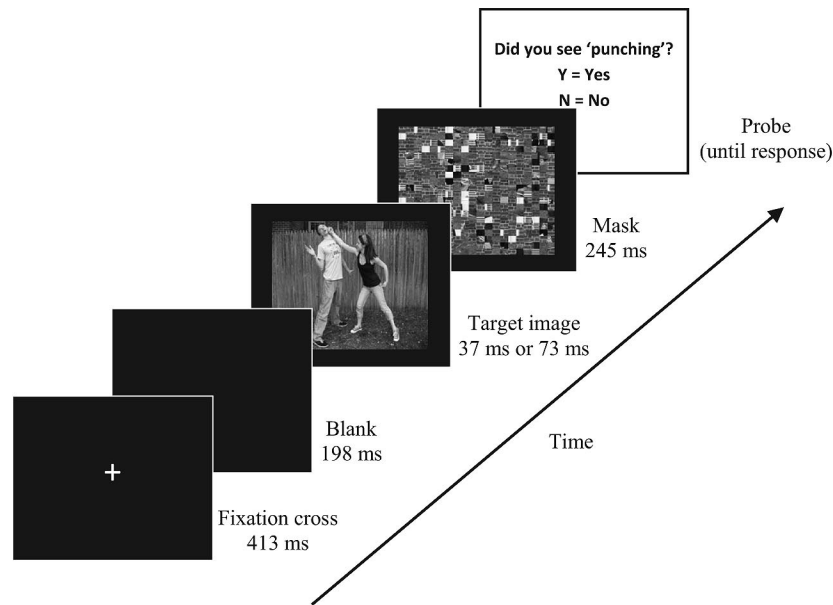 Did you see ‘punching’?
Y = Yes
N = No
Probe
(until response)
Mask
245 ms
Target image
37 ms or 73 ms
Blank
198 ms
Time
Fixation cross
413 ms